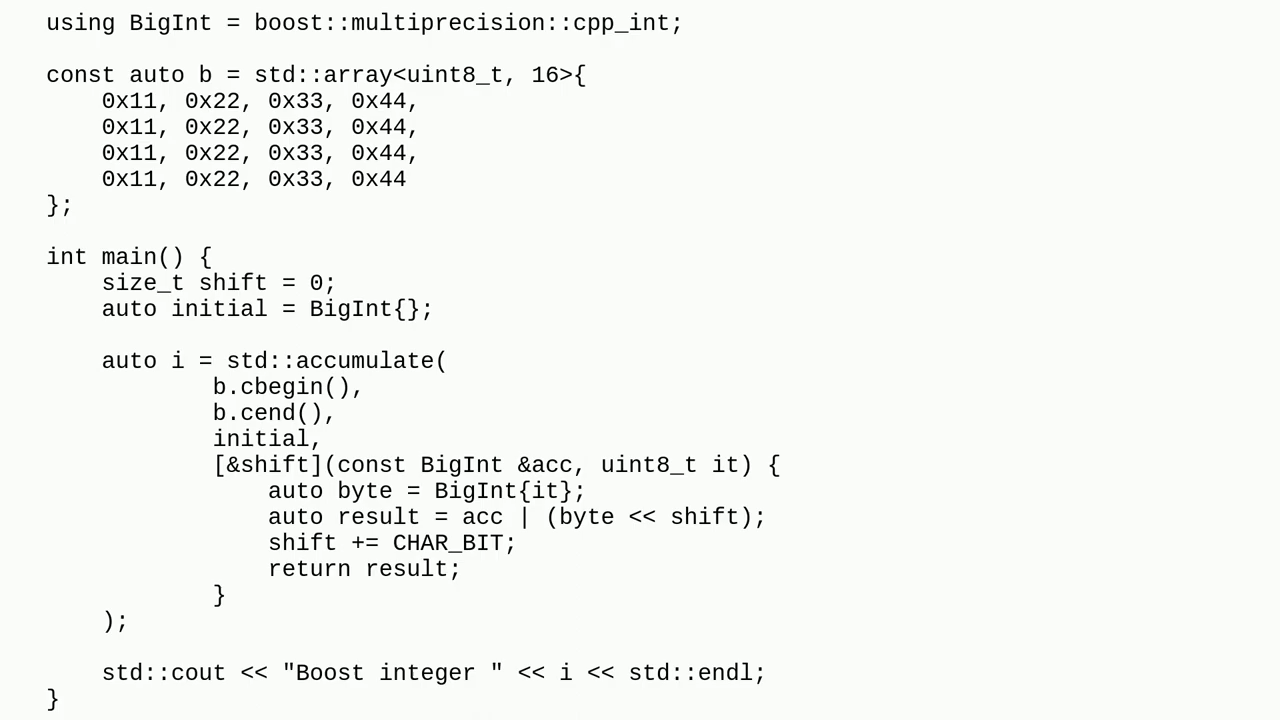 using BigInt = boost::multiprecision::cpp_int;

const auto b = std::array<uint8_t, 16>{
    0x11, 0x22, 0x33, 0x44,
    0x11, 0x22, 0x33, 0x44,
    0x11, 0x22, 0x33, 0x44,
    0x11, 0x22, 0x33, 0x44
};

int main() {
    size_t shift = 0;
    auto initial = BigInt{};

    auto i = std::accumulate(
            b.cbegin(),
            b.cend(),
            initial,
            [&shift](const BigInt &acc, uint8_t it) {
                auto byte = BigInt{it};
                auto result = acc | (byte << shift);
                shift += CHAR_BIT;
                return result;
            }
    );

    std::cout << "Boost integer " << i << std::endl;
}